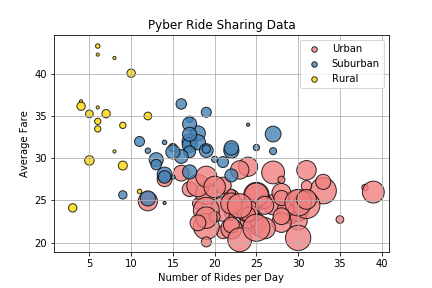 Pyber Ride Sharing Data
Urban
Suburban
Rural
40
35
30
25
20
Average Fare
5
10
15
20
25
30
35
40
Number of Rides per Day